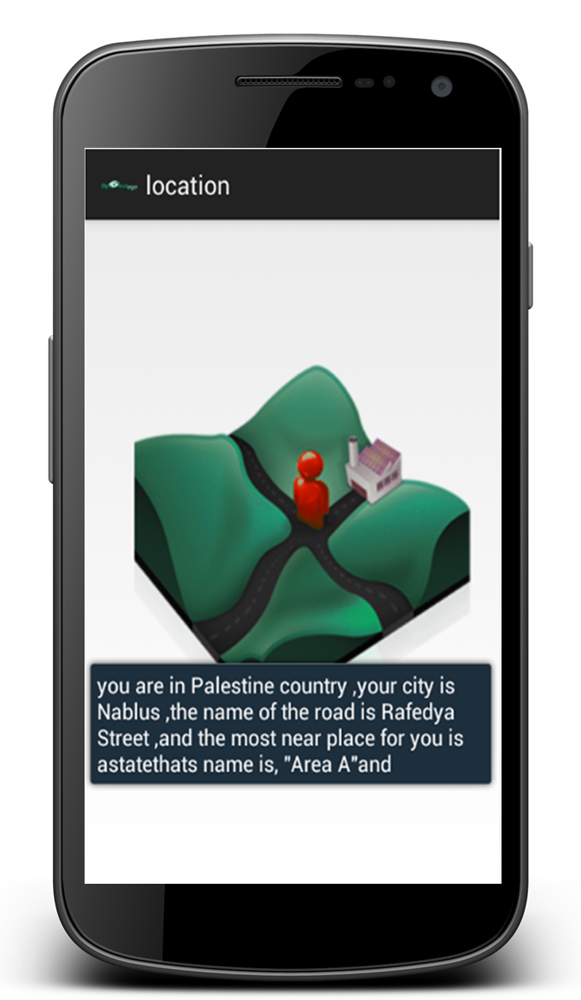 location
you are in Palestine country ,your city is
Nablus ,the name of the road is Rafedya
Street ,and the most near place for you is
astatethats name is, "Area A"and